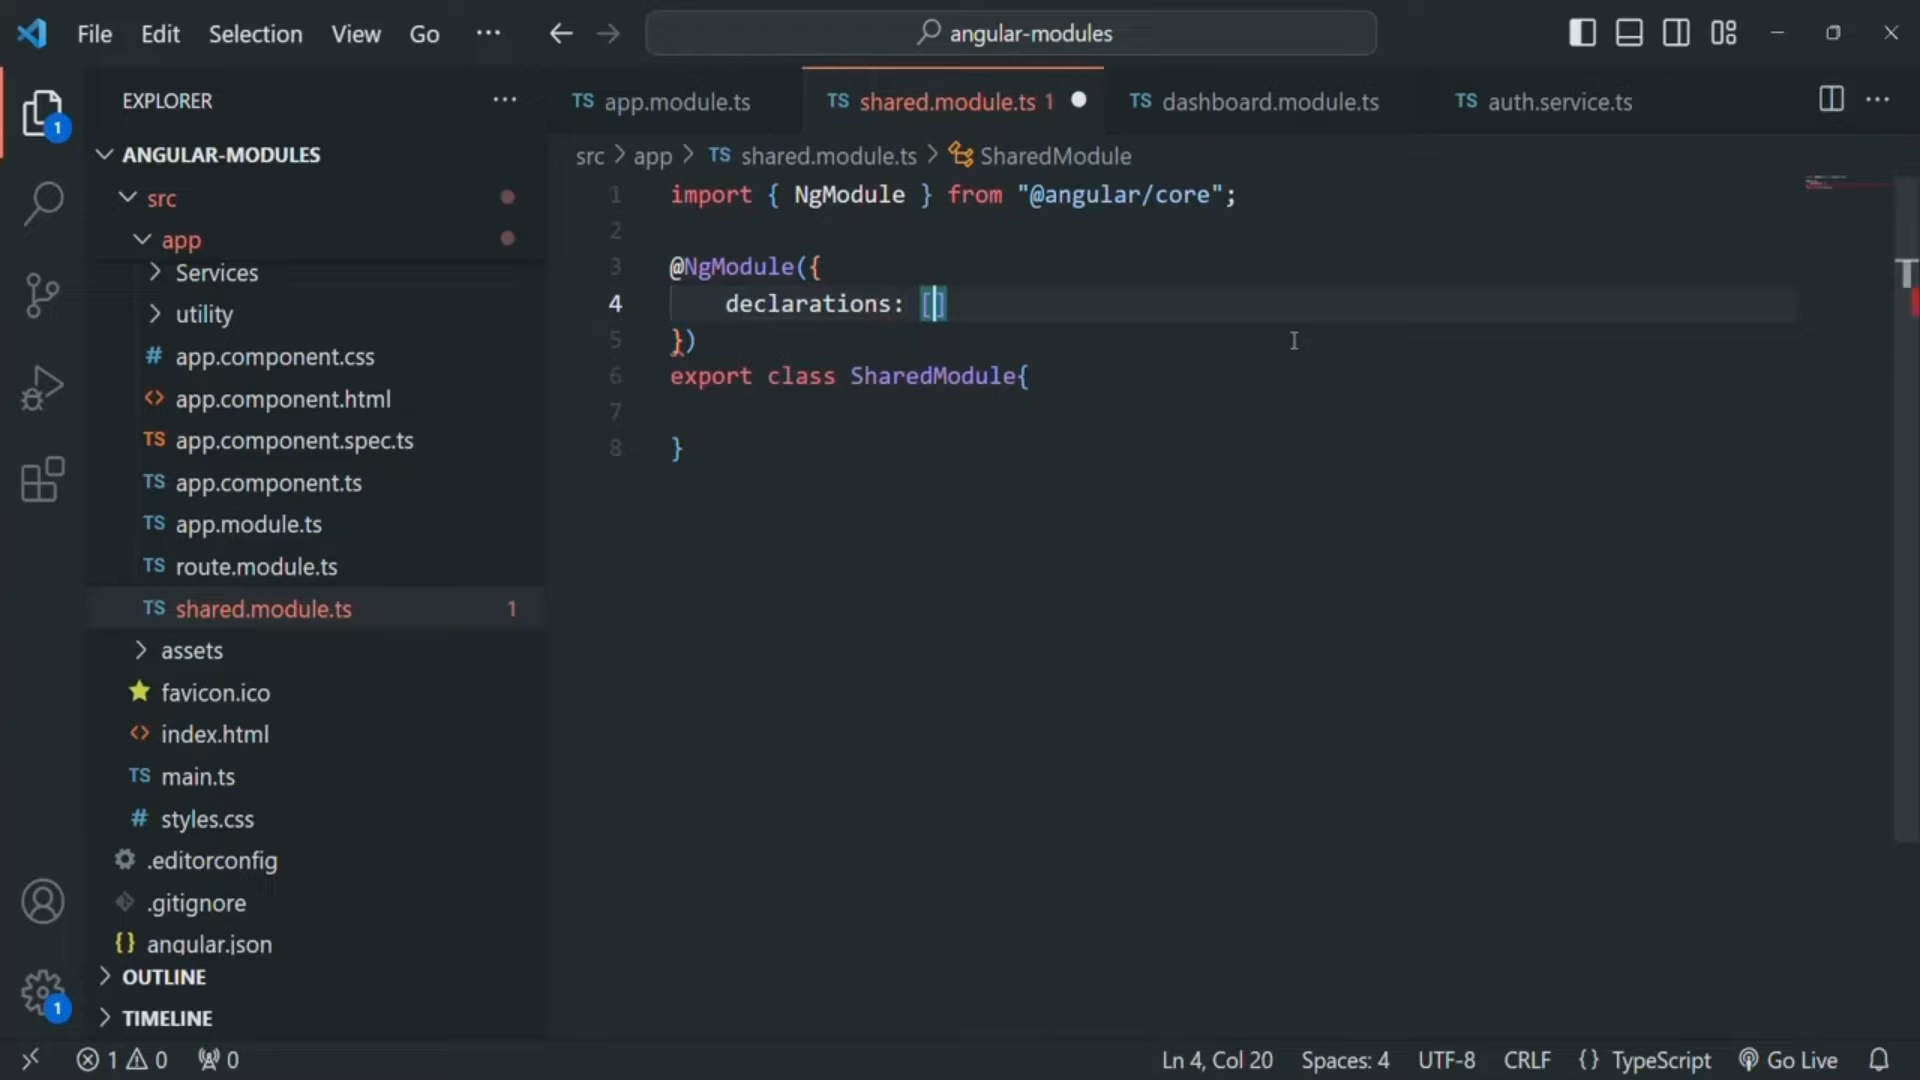 File Edit Selection View Go ··· angular-modules
EXPLORER ···
1
ANGULAR-MODULES
src
app
Services
utility
# app.component.css
<> app.component.html
TS app.component.spec.ts
TS app.component.ts
TS app.module.ts
TS route.module.ts
TS shared.module.ts 1
assets
favicon.ico
<> index.html
TS main.ts
# styles.css
.editorconfig
.gitignore
{} angular.json
OUTLINE
TIMELINE
1
TS app.module.ts TS shared.module.ts 1 TS dashboard.module.ts TS auth.service.ts ···
src > app > TS shared.module.ts > SharedModule
1 import { NgModule } from "@angular/core";
2
3 @NgModule({
4 declarations: []
5 })
6 export class SharedModule{
7
8 }
1 0 0 Ln 4, Col 20 Spaces: 4 UTF-8 CRLF {} TypeScript Go Live